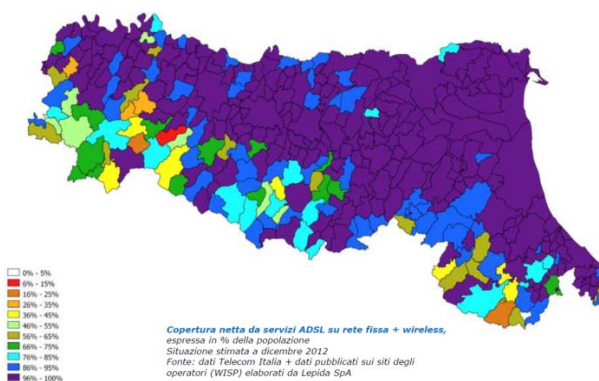 0% - 5%
6% - 15%
16% - 25%
26% - 35%
36% - 45%
46% - 55%
56% - 65%
66% - 75%
76% - 85%
86% - 95%
96% - 100%
Copertura netta da servizi ADSL su rete fissa + wireless,
espressa in % della popolazione
Situazione stimata a dicembre 2012
Fonte: dati Telecom Italia + dati pubblicati sui siti degli
operatori (WISP) elaborati da Lepida SpA